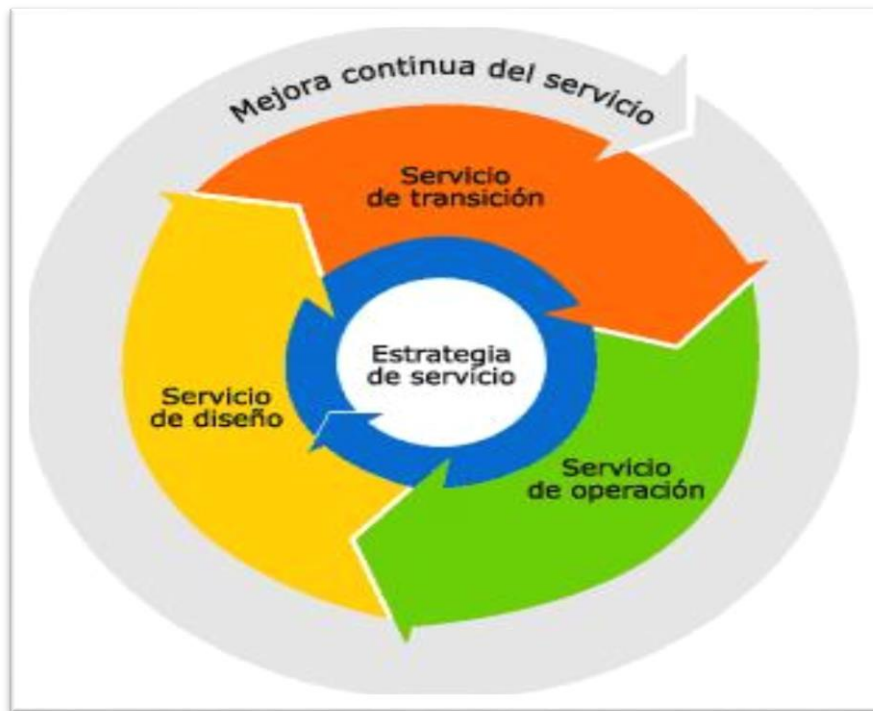 Mejora continua del servicio
Servicio
de transición
Estrategia
de servicio
Servicio
de diseño
Servicio
de operación